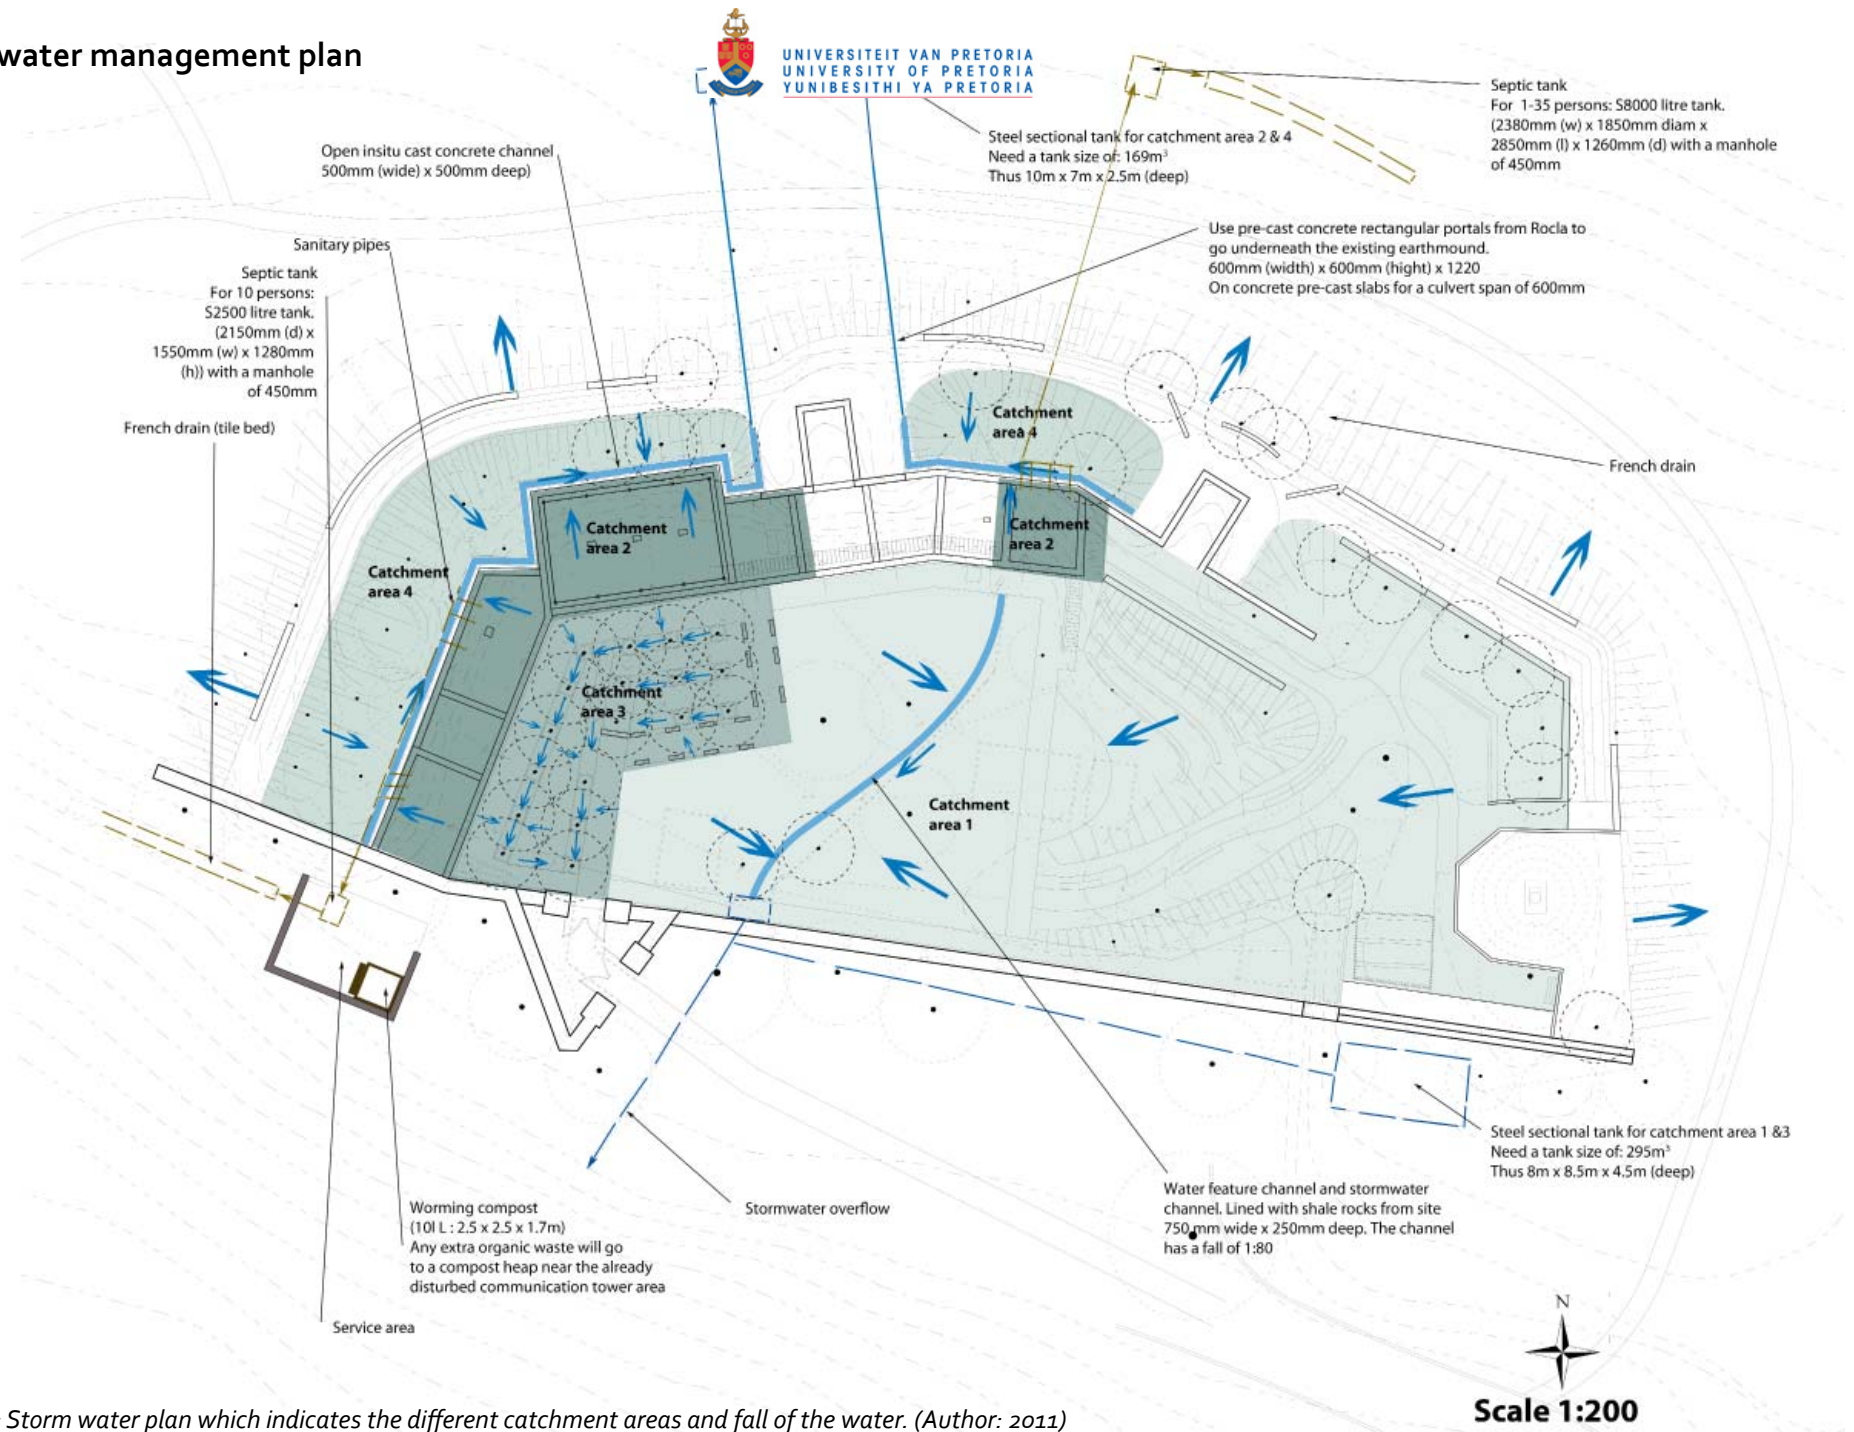 water management plan
UNIVERSITEIT VAN PRETORIA
UNIVERSITY OF PRETORIA
YUNIBESITHI YA PRETORIA
Septic tank
For 1-35 persons: S8000 litre tank.
(2380mm (w) x 1850mm diam x
2850mm (l) x 1260mm (d) with a manhole
of 450mm
Steel sectional tank for catchment area 2 & 4
Need a tank size of: 169m³
Thus 10m x 7m x 2.5m (deep)
Open insitu cast concrete channel
500mm (wide) x 500mm deep)
Use pre-cast concrete rectangular portals from Rocla to
go underneath the existing earthmound.
600mm (width) x 600mm (hight) x 1220
On concrete pre-cast slabs for a culvert span of 600mm
Sanitary pipes
Septic tank
For 10 persons:
S2500 litre tank.
(2150mm (d) x
1550mm (w) x 1280mm
(h)) with a manhole
of 450mm
French drain (tile bed)
Catchment
area 4
French drain
Catchment
area 2
Catchment
area 2
Catchment
area 4
Catchment
area 3
Catchment
area 1
Steel sectional tank for catchment area 1 &3
Need a tank size of: 295m³
Thus 8m x 8.5m x 4.5m (deep)
Water feature channel and stormwater
channel. Lined with shale rocks from site
750 mm wide x 250mm deep. The channel
has a fall of 1:80
Stormwater overflow
Worming compost
(10l L : 2.5 x 2.5 x 1.7m)
Any extra organic waste will go
to a compost heap near the already
disturbed communication tower area
Service area
N
Scale 1:200
Storm water plan which indicates the different catchment areas and fall of the water. (Author: 2011)